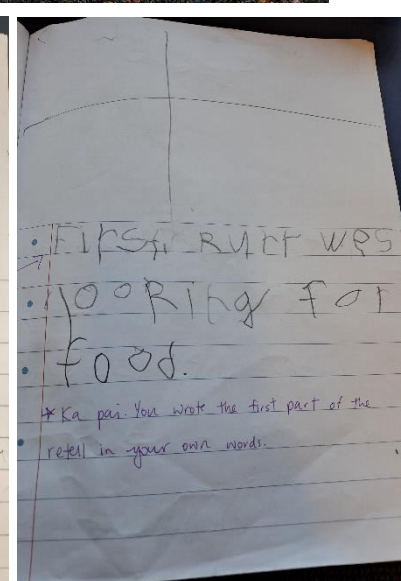 First, Rurr wes
looRing for
food.
* Ka pai. You wrote the first part of the
retell in your own words.